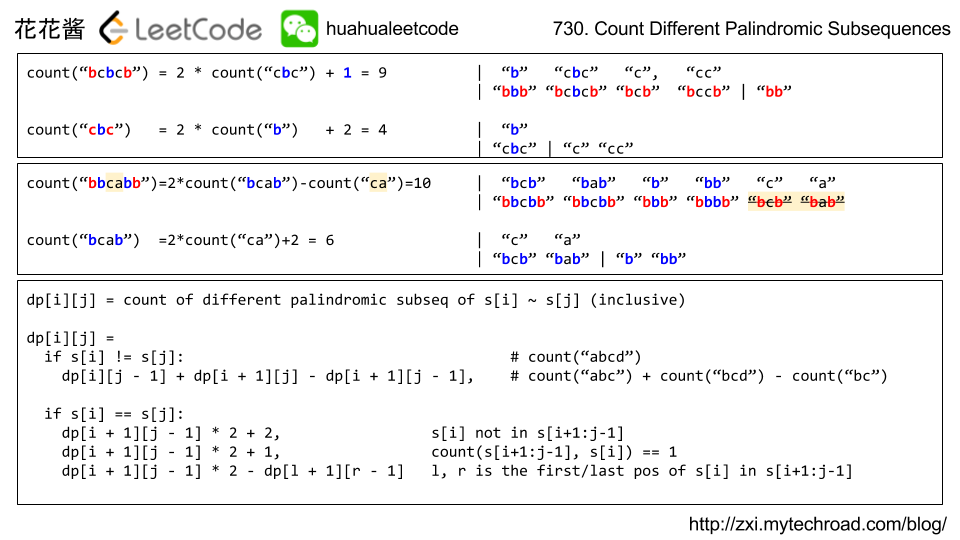 花花酱 LeetCode huahualeetcode 730. Count Different Palindromic Subsequences
count(“bcbcb”) = 2 * count(“cbc”) + 1 = 9 | “b” “cbc” “c”, “cc”
| “bbb” “bcbcb” “bcb” “bccb” | “bb”
count(“cbc”) = 2 * count(“b”) + 2 = 4 | “b”
| “cbc” | “c” “cc”
count(“bbcabb”)=2*count(“bcab”)-count(“ca”)=10 | “bcb” “bab” “b” “bb” “c” “a”
| “bbcbb” “bbcbb” “bbb” “bbbb” “bcb” “bab”
count(“bcab”) =2*count(“ca”)+2 = 6 | “c” “a”
| “bcb” “bab” | “b” “bb”
dp[i][j] = count of different palindromic subseq of s[i] ~ s[j] (inclusive)
dp[i][j] =
if s[i] != s[j]: # count(“abcd”)
dp[i][j - 1] + dp[i + 1][j] - dp[i + 1][j - 1], # count(“abc”) + count(“bcd”) - count(“bc”)
if s[i] == s[j]:
dp[i + 1][j - 1] * 2 + 2, s[i] not in s[i+1:j-1]
dp[i + 1][j - 1] * 2 + 1, count(s[i+1:j-1], s[i]) == 1
dp[i + 1][j - 1] * 2 - dp[l + 1][r - 1] l, r is the first/last pos of s[i] in s[i+1:j-1]
http://zxi.mytechroad.com/blog/